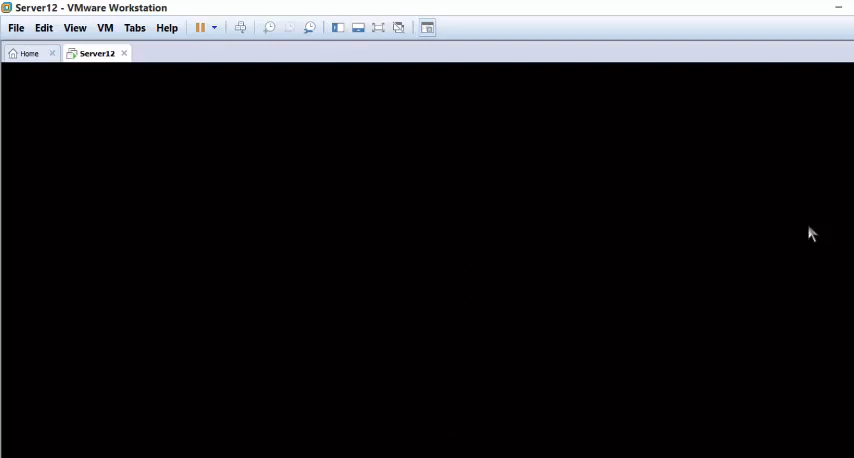 Server12 - VMware Workstation
File Edit View VM Tabs Help
Home Server12